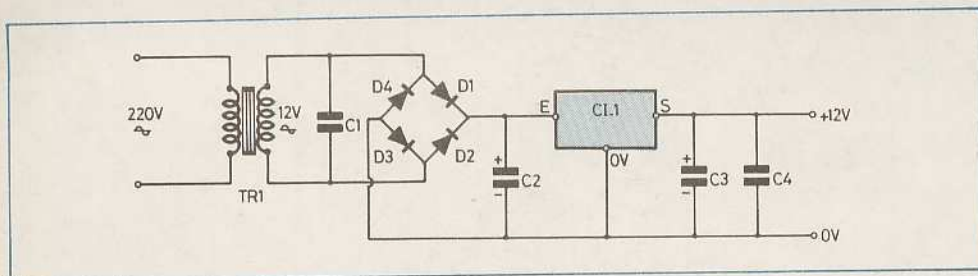 D4
D1
220V
12V
C1
E
CI.1
S
+12V
0V
D3
D2
+
C2
-
+
C3
-
C4
TR1
0V